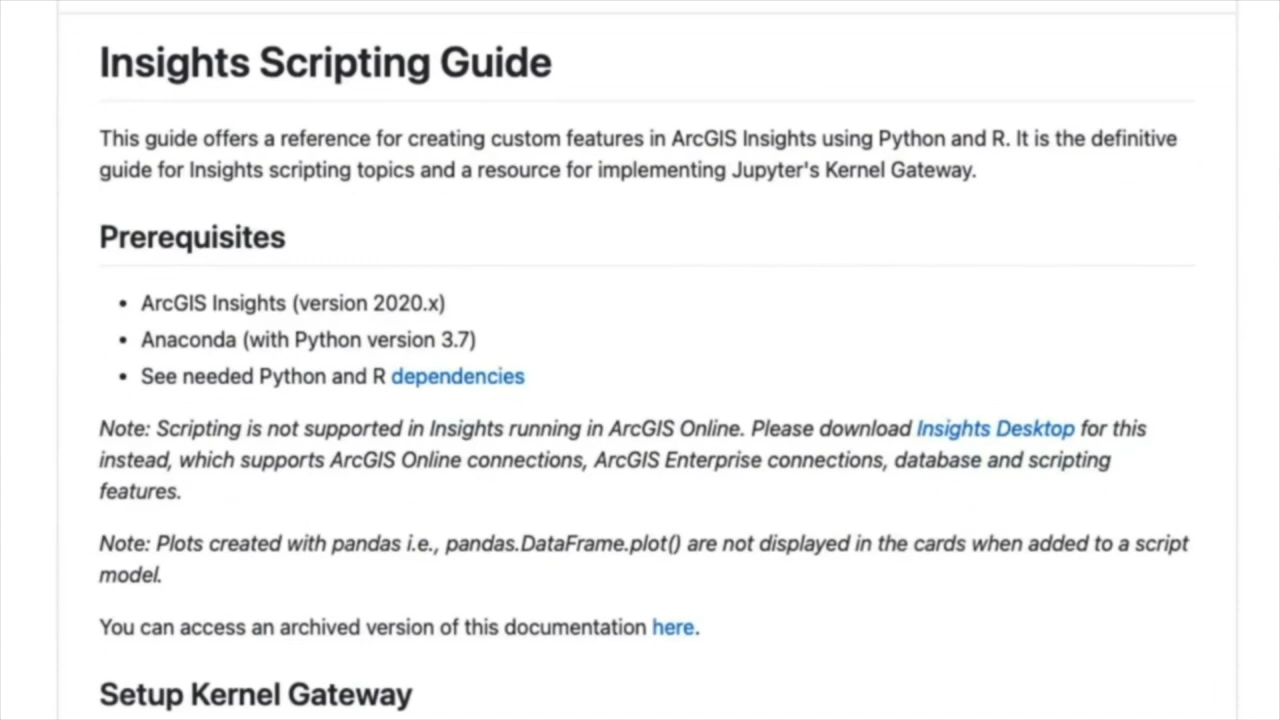 Insights Scripting Guide
This guide offers a reference for creating custom features in ArcGIS Insights using Python and R. It is the definitive
guide for Insights scripting topics and a resource for implementing Jupyter's Kernel Gateway.
Prerequisites
• ArcGIS Insights (version 2020.x)
• Anaconda (with Python version 3.7)
• See needed Python and R dependencies
Note: Scripting is not supported in Insights running in ArcGIS Online. Please download Insights Desktop for this
instead, which supports ArcGIS Online connections, ArcGIS Enterprise connections, database and scripting
features.
Note: Plots created with pandas i.e., pandas.DataFrame.plot() are not displayed in the cards when added to a script
model.
You can access an archived version of this documentation here.
Setup Kernel Gateway